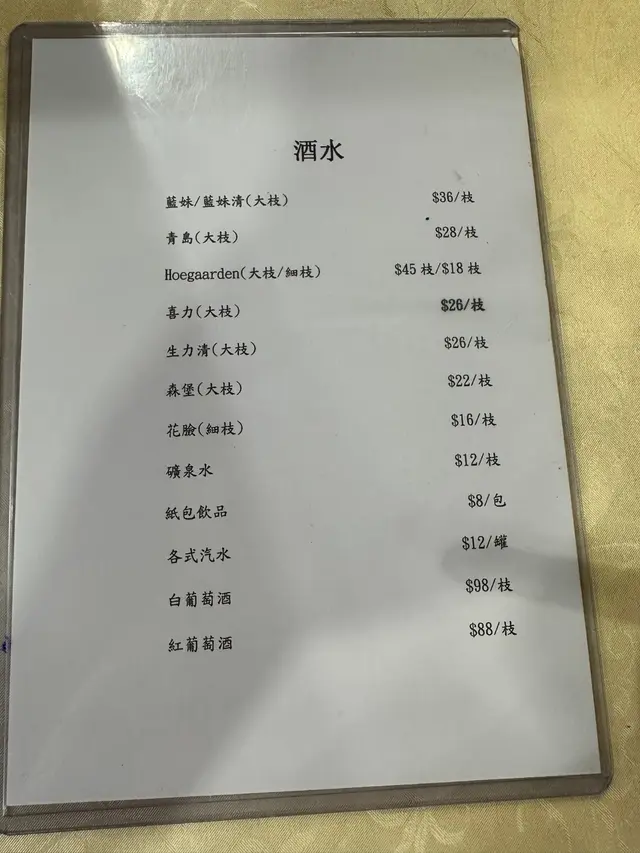 酒水
藍妹/藍妹清(大枝) $36/枝
青島(大枝) $28/枝
Hoegaarden(大枝/細枝) $45 枝/$18 枝
喜力(大枝) $26/枝
生力清(大枝) $26/枝
森堡(大枝) $22/枝
花臉(細枝) $16/枝
礦泉水 $12/枝
紙包飲品 $8/包
各式汽水 $12/罐
白葡萄酒 $98/枝
紅葡萄酒 $88/枝